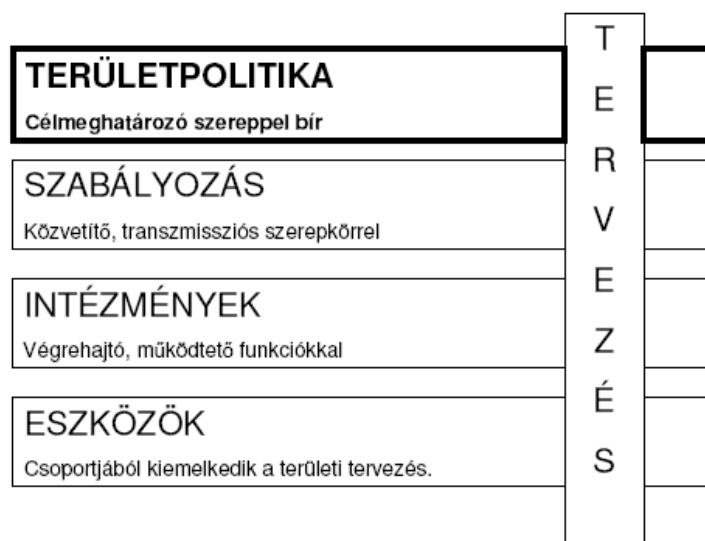 TERÜLETPOLITIKA
Célmeghatározó szereppel bír
SZABÁLYOZÁS
Közvetítő, transzmissziós szerepkörrel
INTÉZMÉNYEK
Végrehajtó, működtető funkciókkal
ESZKÖZÖK
Csoportjából kiemelkedik a területi tervezés.
T
E
R
V
E
Z
É
S